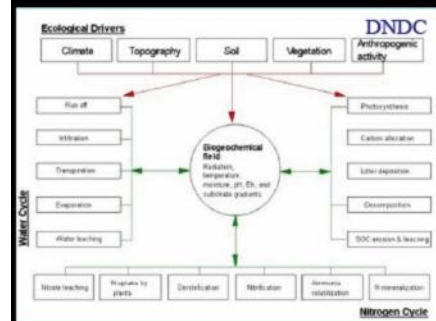 Ecological Drivers
DNDC
Climate
Topography
Soil
Vegetation
Anthropogenic
activity
Run off
Infiltration
Transpiration
Evaporation
Water leaching
Water Cycle
Biogeochemical
field
Radiation,
temperature,
moisture, pH, Eh, and
substrate gradients
Photosynthesis
Carbon allocation
Litter deposition
Decomposition
SOC erosion & leaching
Nitrate leaching
N uptake by
plants
Denitrification
Nitrification
Ammonia
volatilization
N mineralization
Nitrogen Cycle